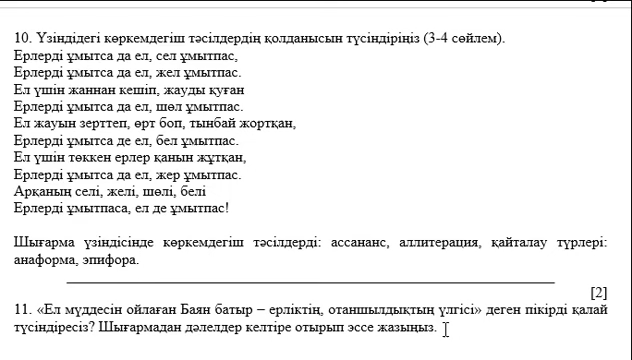 10. Үзіндідегі көркемдегіш тәсілдердің қолданысын түсіндіріңіз (3-4 сөйлем).
Ерлерді ұмытса да ел, сел ұмытпас,
Ерлерді ұмытса да ел, жел ұмытпас.
Ел үшін жаннан кешіп, жауды қуған
Ерлерді ұмытса да ел, шөл ұмытпас.
Ел жауын зерттеп, өрт боп, тынбай жортқан,
Ерлерді ұмытса де ел, бел ұмытпас.
Ел үшін төккен ерлер қанын жұтқан,
Ерлерді ұмытса да ел, жер ұмытпас.
Арқаның селі, желі, шөлі, белі
Ерлерді ұмытпаса, ел де ұмытпас!
Шығарма үзіндісінде көркемдегіш тәсілдерді: ассананс, аллитерация, қайталау түрлері:
анаформа, эпифора.
[2]
11. «Ел мүддесін ойлаған Баян батыр – ерліктің, отаншылдықтың үлгісі» деген пікірді қалай
түсіндіресіз? Шығармадан дәлелдер келтіре отырып эссе жазыңыз.